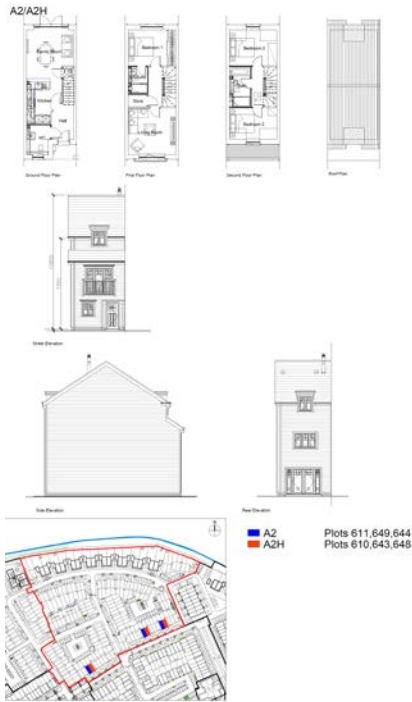 A2/A2H
Family Room
Kitchen
Hall
WC
Bedroom 1
Store
Living Room
Bedroom 3
Bedroom 2
Ground Floor Plan
First Floor Plan
Second Floor Plan
Roof Plan
Street Elevation
Side Elevation
Rear Elevation
A2 Plots 611,649,644
A2H Plots 610,643,648